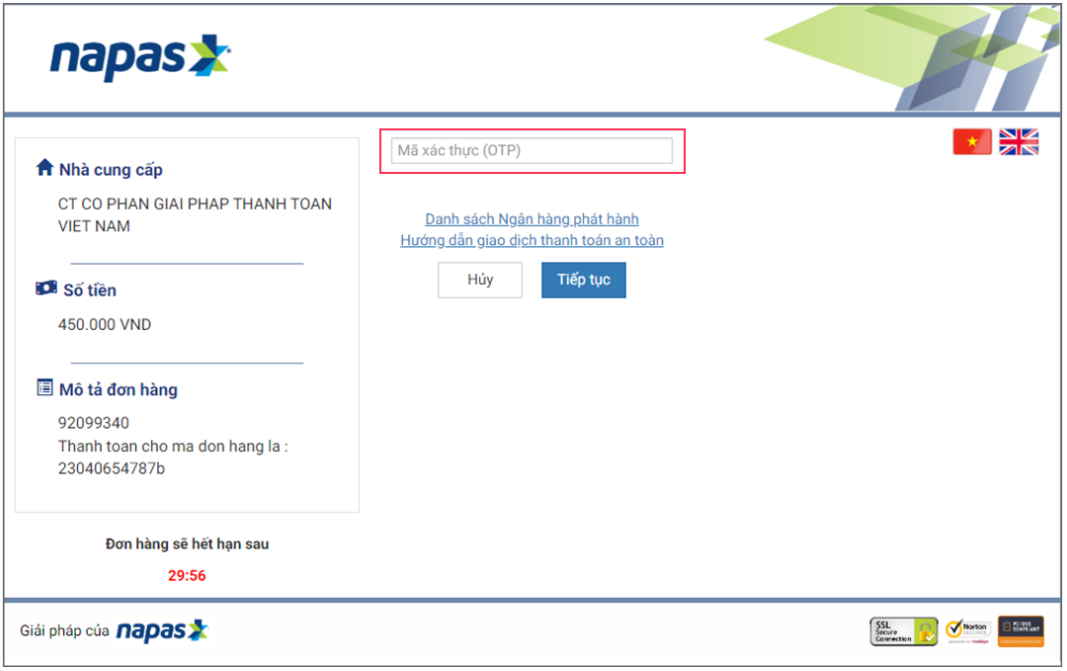 napas
Nhà cung cấp
CT CO PHAN GIAI PHAP THANH TOAN
VIET NAM
Số tiền
450.000 VND
Mô tả đơn hàng
92099340
Thanh toan cho ma don hang la :
23040654787b
Đơn hàng sẽ hết hạn sau
29:56
Mã xác thực (OTP)
Danh sách Ngân hàng phát hành
Hướng dẫn giao dịch thanh toán an toàn
Hủy
Tiếp tục
Giải pháp của napas
SSL
Secure
Connection
Norton
SECURED
PCI DSS
COMPLIANT